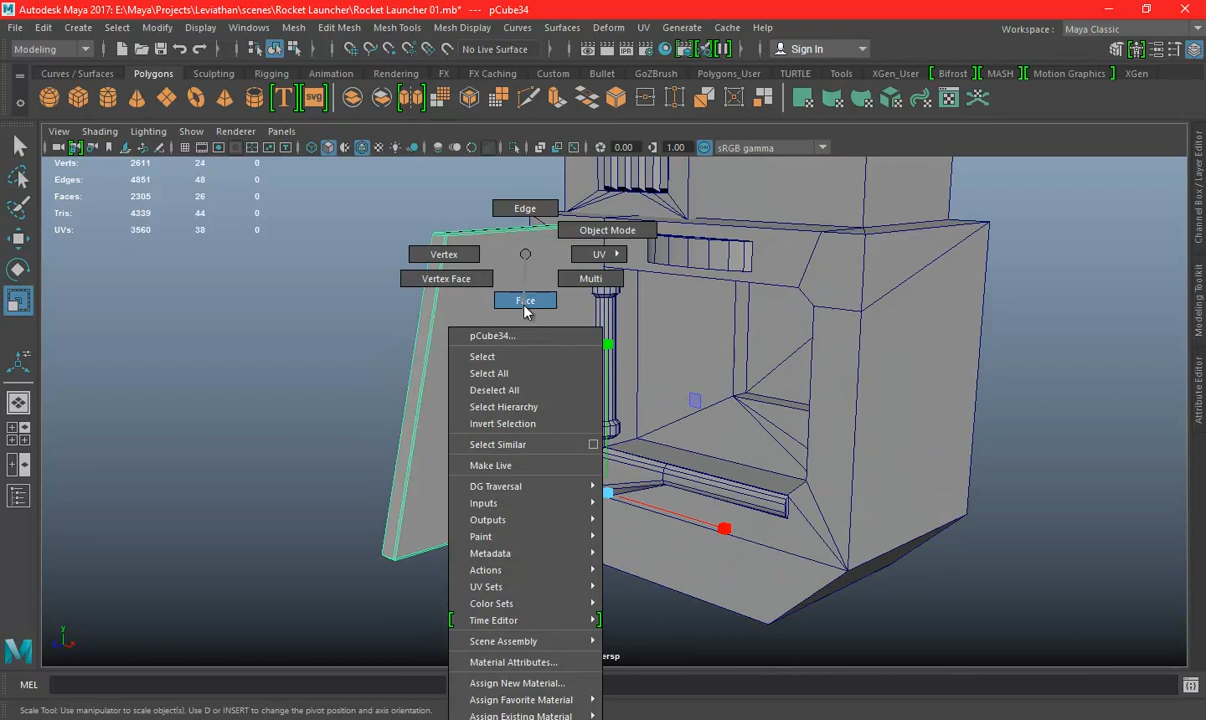 Autodesk Maya 2017: E:\Maya\Projects\Leviathan\scenes\Rocket Launcher\Rocket Launcher 01.mb* --- pCube34
File Edit Create Select Modify Display Windows Mesh Edit Mesh Mesh Tools Mesh Display Curves Surfaces Deform UV Generate Cache Help Workspace : Maya Classic
Modeling No Live Surface Sign In
Curves / Surfaces Polygons Sculpting Rigging Animation Rendering FX FX Caching Custom Bullet GoZBrush Polygons_User TURTLE Tools XGen_User Bifrost MASH Motion Graphics XGen
T svg
View Shading Lighting Show Renderer Panels
0.00 1.00 sRGB gamma
Verts: 2611 24 0
Edges: 4851 48 0
Faces: 2305 26 0
Tris: 4339 44 0
UVs: 3560 38 0
Edge
Object Mode
Vertex UV
Vertex Face Multi
Face
pCube34...
Select
Select All
Deselect All
Select Hierarchy
Invert Selection
Select Similar
Make Live
DG Traversal
Inputs
Outputs
Paint
Metadata
Actions
UV Sets
Color Sets
Time Editor
Scene Assembly
Material Attributes...
Assign New Material...
Assign Favorite Material
Assign Existing Material
persp
y
Channel Box / Layer Editor
Modeling Toolkit
Attribute Editor
MEL
Scale Tool: Use manipulator to scale object(s). Use D or INSERT to change the pivot position and axis orientation.